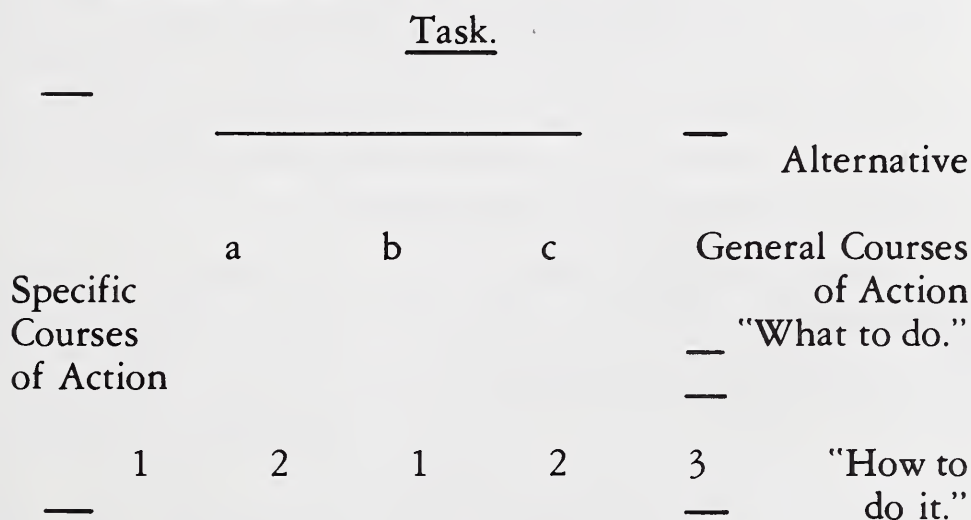 Task.
Alternative
a b c General Courses
Specific of Action
Courses "What to do."
of Action
1 2 1 2 3 "How to
do it."